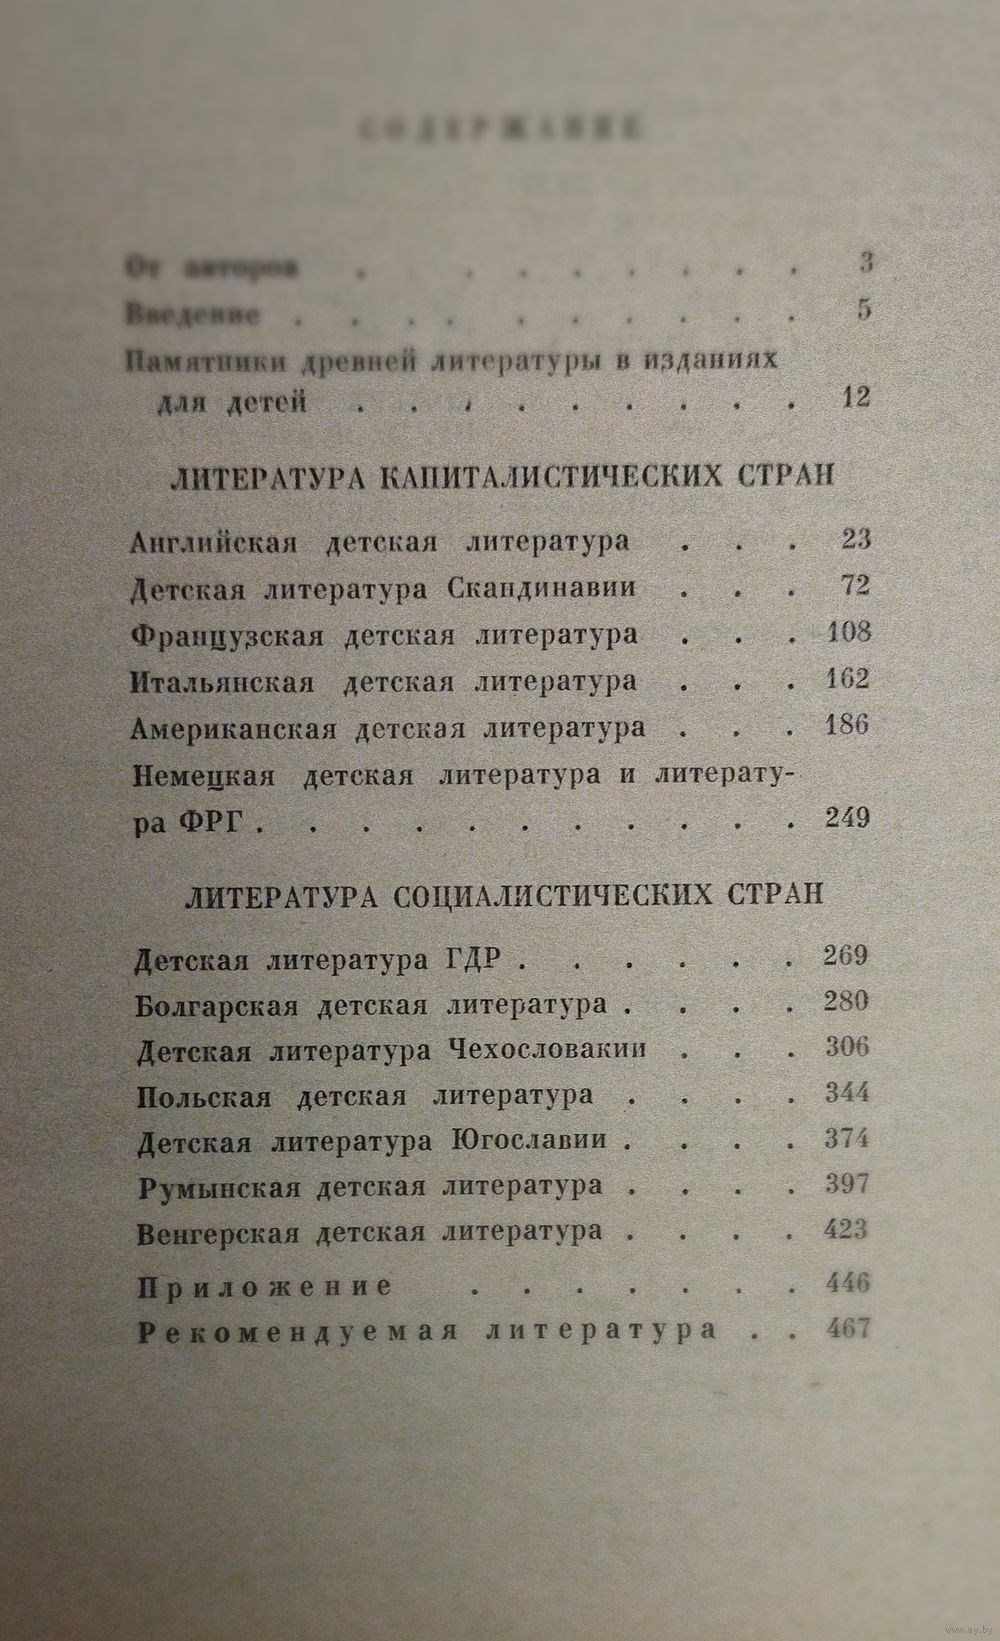 СОДЕРЖАНИЕ
От авторов . . . . . . . . 3
Введение . . . . . . . . . . 5
Памятники древней литературы в изданиях
для детей . . . . . . . . . 12
ЛИТЕРАТУРА КАПИТАЛИСТИЧЕСКИХ СТРАН
Английская детская литература . . . 23
Детская литература Скандинавии . . . 72
Французская детская литература . . . 108
Итальянская детская литература . . . 162
Американская детская литература . . . 186
Немецкая детская литература и литерату-
ра ФРГ . . . . . . . . . . . 249
ЛИТЕРАТУРА СОЦИАЛИСТИЧЕСКИХ СТРАН
Детская литература ГДР . . . . . . 269
Болгарская детская литература . . . . 280
Детская литература Чехословакии . . . 306
Польская детская литература . . . . 344
Детская литература Югославии . . . . 374
Румынская детская литература . . . . 397
Венгерская детская литература . . . . 423
Приложение . . . . . . . 446
Рекомендуемая литература . . 467
www.ay.by